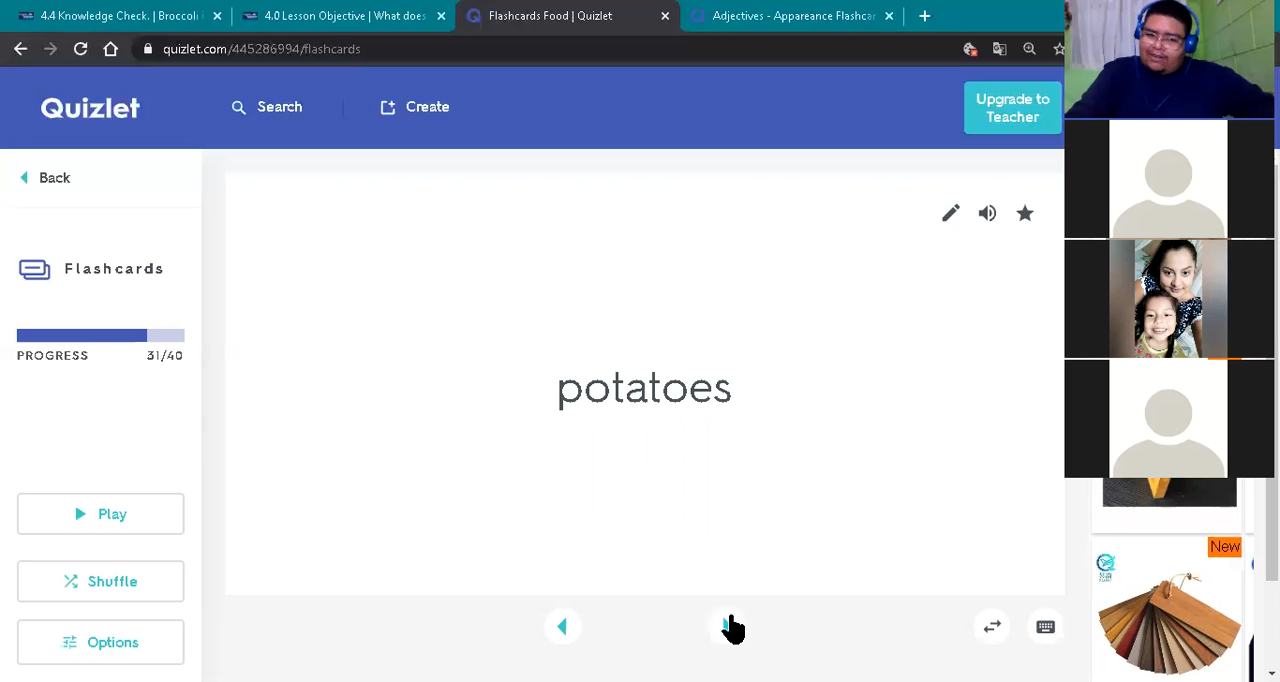 4.4 Knowledge Check. | Broccoli
4.0 Lesson Objective | What does
Flashcards Food | Quizlet
Adjectives - Appareance Flashcar
quizlet.com/445286994/flashcards
Quizlet
Search
Create
Upgrade to
Teacher
Back
Flashcards
PROGRESS 31/40
potatoes
Play
Shuffle
Options
New